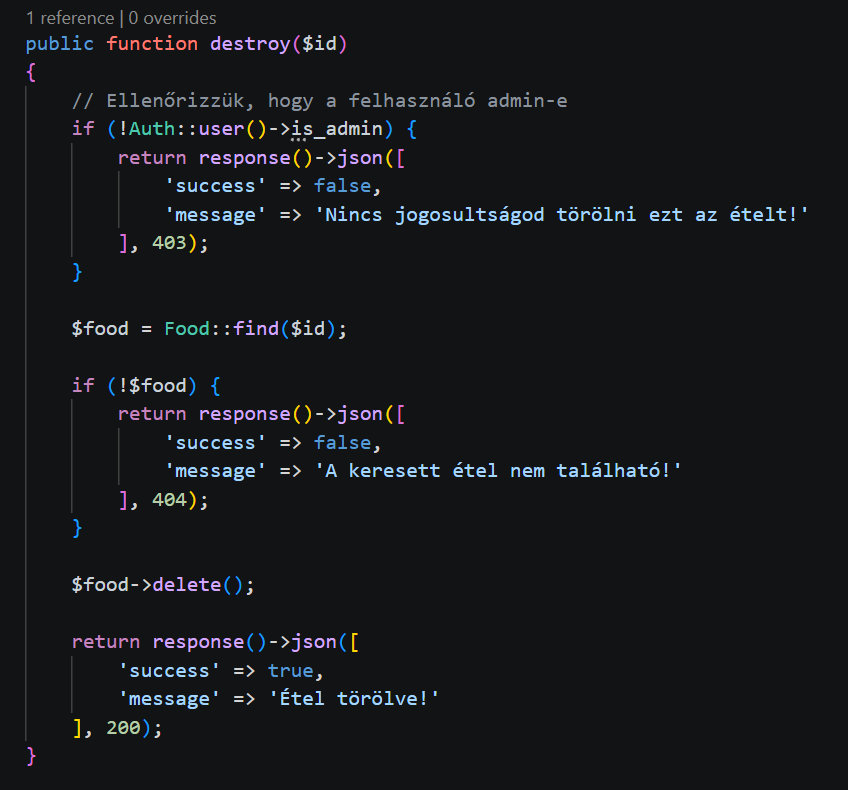 1 reference | 0 overrides
public function destroy($id)
{
    // Ellenőrizzük, hogy a felhasználó admin-e
    if (!Auth::user()->is_admin) {
        return response()->json([
            'success' => false,
            'message' => 'Nincs jogosultságod törölni ezt az ételt!'
        ], 403);
    }

    $food = Food::find($id);

    if (!$food) {
        return response()->json([
            'success' => false,
            'message' => 'A keresett étel nem található!'
        ], 404);
    }

    $food->delete();

    return response()->json([
        'success' => true,
        'message' => 'Étel törölve!'
    ], 200);
}